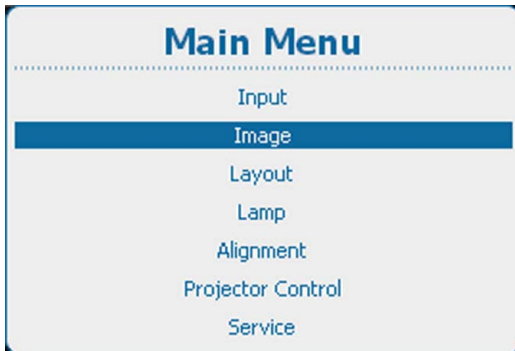 Main Menu
Input
Image
Layout
Lamp
Alignment
Projector Control
Service